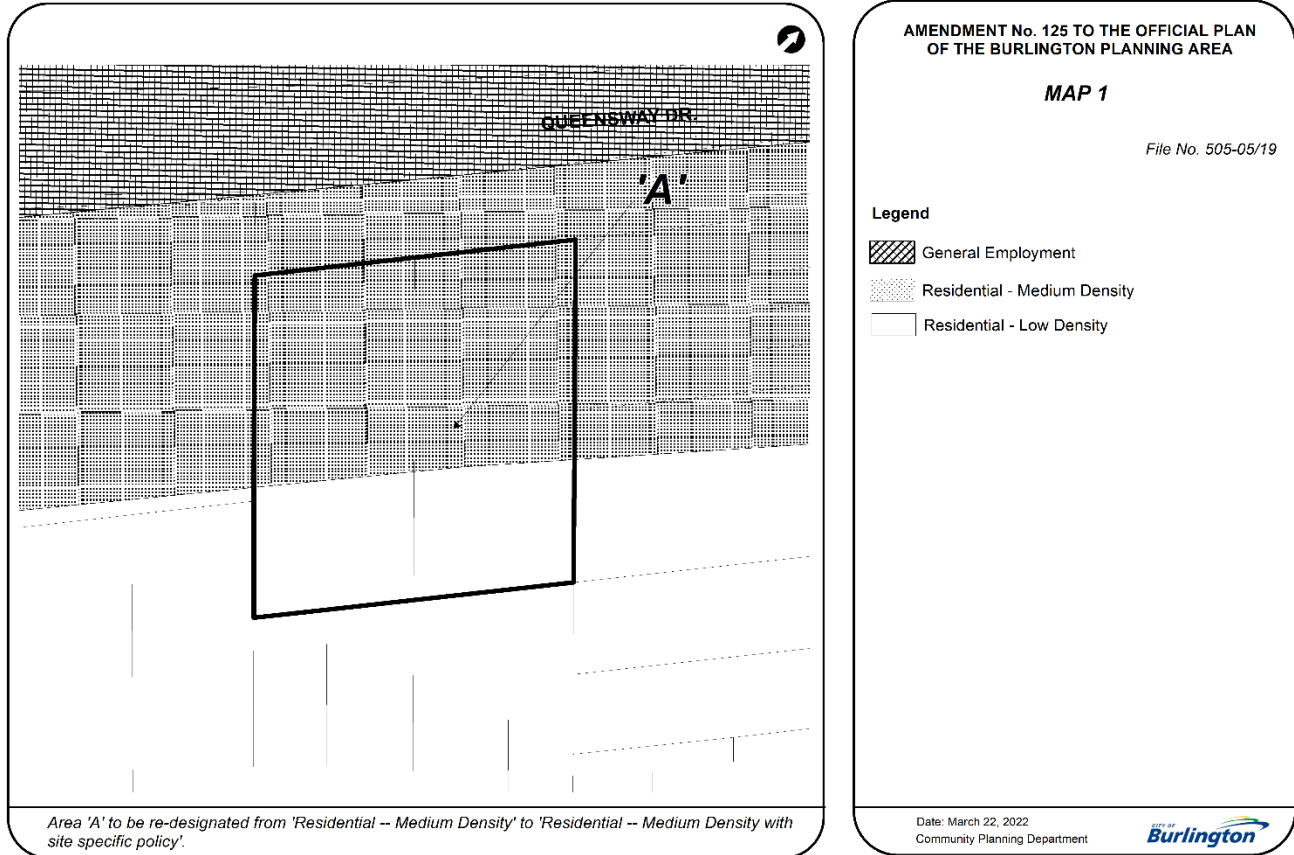 QUEENSWAY DR.
'A'
Area 'A' to be re-designated from 'Residential -- Medium Density' to 'Residential -- Medium Density with
site specific policy'.
AMENDMENT No. 125 TO THE OFFICIAL PLAN
OF THE BURLINGTON PLANNING AREA
MAP 1
File No. 505-05/19
Legend
General Employment
Residential - Medium Density
Residential - Low Density
Date: March 22, 2022
Community Planning Department
CITY OF
Burlington